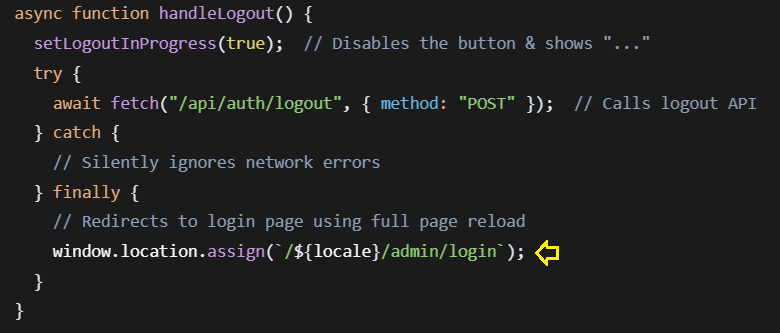 async function handleLogout() {
setLogoutInProgress(true);  // Disables the button & shows "..."
try {
await fetch("/api/auth/logout", { method: "POST" });  // Calls logout API
} catch {
// Silently ignores network errors
} finally {
// Redirects to login page using full page reload
window.location.assign(`/${locale}/admin/login`);
}
}